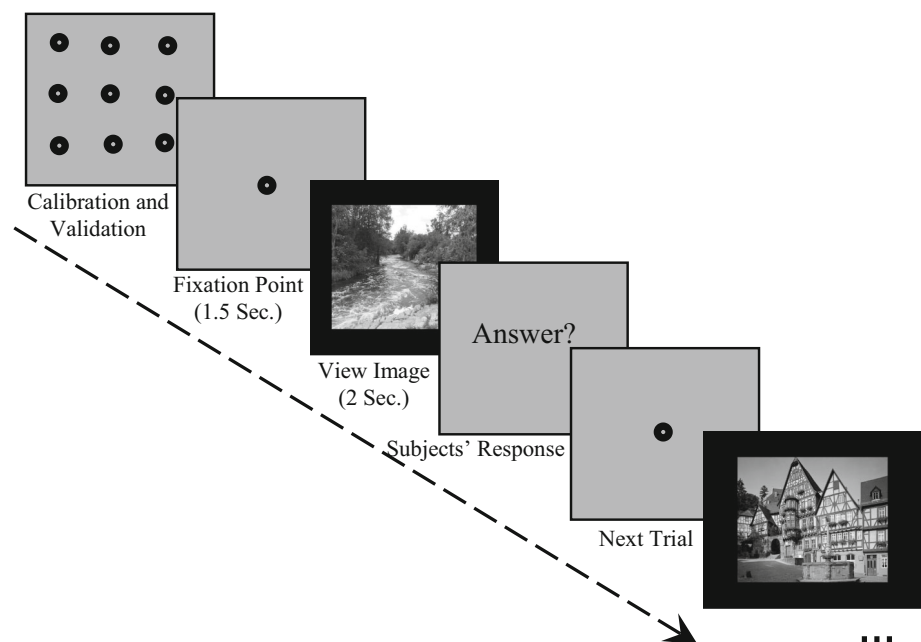 Calibration and
Validation
Fixation Point
(1.5 Sec.)
View Image
(2 Sec.)
Answer?
Subjects’ Response
Next Trial
...